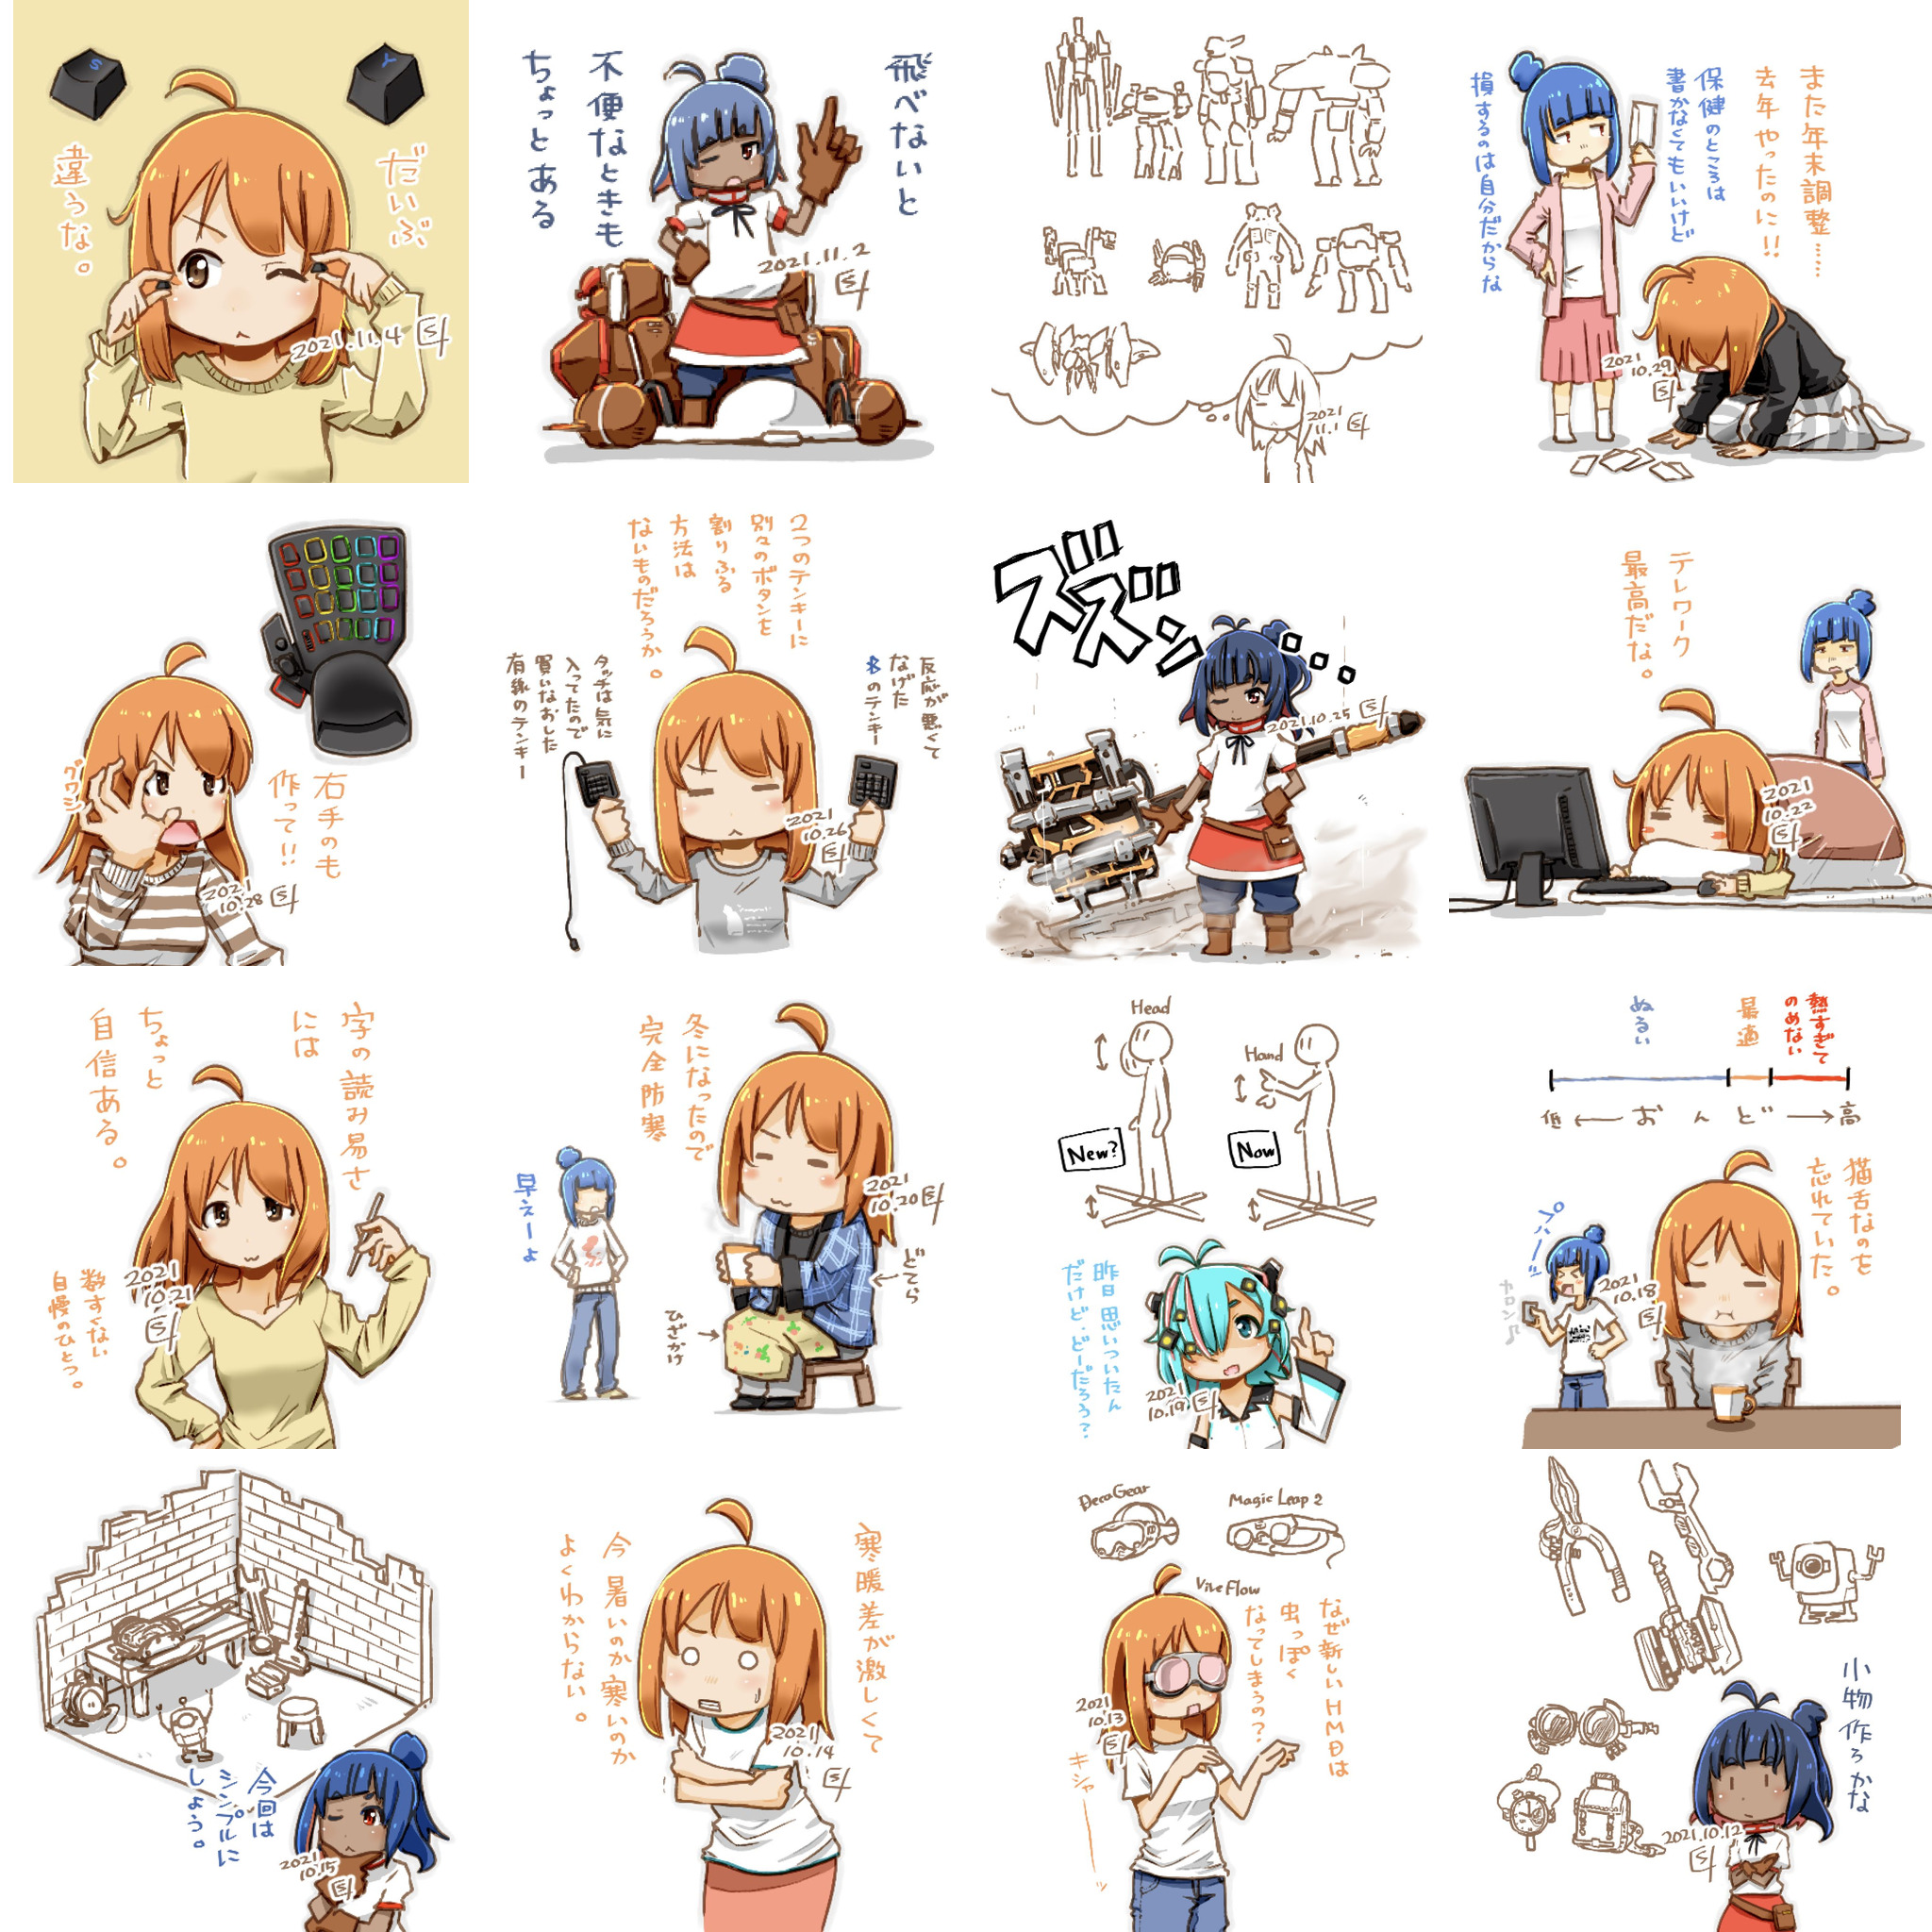 S
Y
だいぶ
違うな。
2021.11.4
飛べないと
不便なときも
ちょっとある
2021.11.2
2021
11.1
また年末調整……
去年やったのに!!
保健のところは
書かなくてもいいけど
損するのは自分だからな
2021
10.29
右手のも
作って!!
グワシ
2021
10.28
2つのテンキーに
別々のボタンを
割りふる
方法は
ないものだろうか。
反応が悪くて
なげた
のテンキー
タッチは気に
入ってたので
買いなおした
有線のテンキー
2021
10.26
ズズズン...
2021.10.25
テレワーク
最高だな。
2021
10.22
字の読み易さ
には
ちょっと
自信ある。
数すくない
自慢のひとつ。
2021
10.21
冬になったので
完全防寒
早えーよ
どてら
ひざかけ
2021
10.20
Head
Hand
New?
Now
昨日思いついたん
だけど、どーだろう?
2021
10.19
熱すぎて
のめない
最適
ぬるい
低←おんど→高
猫舌なのを
忘れていた。
カロン
2021
10.18
今回は
シンプルに
しよう。
2021
10.15
寒暖差が激しくて
今暑いのか寒いのか
よくわからない。
2021
10.14
DecaGear
Magic Leap 2
Vive Flow
なぜ新しいHMDは
虫っぽく
なってしまうの?
キシャーッ
2021
10.13
小物作ろかな
2021.10.12